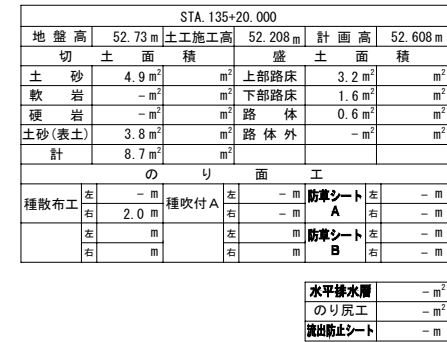 STA.135+20.000
地盤高 52.73 m 土工施工高 52.208 m 計画高 52.608 m
切土面積 盛土面積
土砂 4.9 m² m² 上部路床 3.2 m² m²
軟岩 － m² m² 下部路床 1.6 m² m²
硬岩 － m² m² 路体 0.6 m² m²
土砂(表土) 3.8 m² m² 路体外 － m² m²
計 8.7 m² m²
のり面工
種散布工 左 － m 種吹付A 左 － m 防草シートA 左 － m
右 2.0 m 右 － m 右 － m
左 m 左 m 防草シートB 左 － m
右 m 右 m 右 － m
水平排水層 － m²
のり尻工 － m²
流出防止シート － m